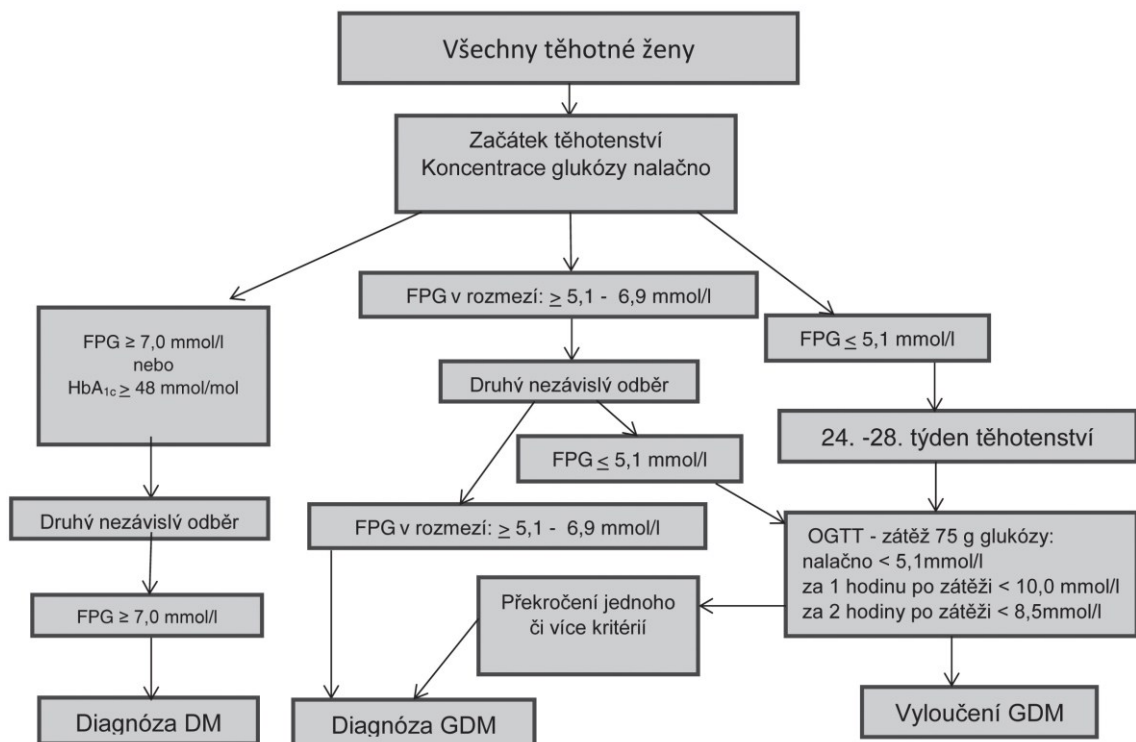 Všechny těhotné ženy
Začátek těhotenství
Koncentrace glukózy nalačno
FPG ≥ 7,0 mmol/l
nebo
HbA1c ≥ 48 mmol/mol
Druhý nezávislý odběr
FPG ≥ 7,0 mmol/l
Diagnóza DM
FPG v rozmezí: ≥ 5,1 - 6,9 mmol/l
Druhý nezávislý odběr
FPG ≤ 5,1 mmol/l
FPG v rozmezí: ≥ 5,1 - 6,9 mmol/l
Překročení jednoho
či více kritérií
Diagnóza GDM
FPG ≤ 5,1 mmol/l
24. -28. týden těhotenství
OGTT - zátěž 75 g glukózy:
nalačno < 5,1mmol/l
za 1 hodinu po zátěži < 10,0 mmol/l
za 2 hodiny po zátěži < 8,5mmol/l
Vyloučení GDM